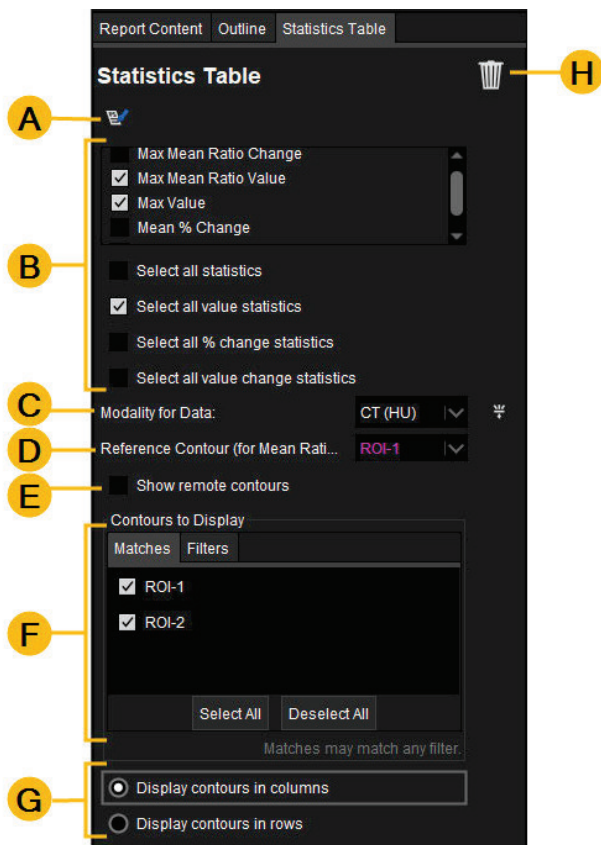 Report Content Outline Statistics Table
Statistics Table
H
A
Max Mean Ratio Change
Max Mean Ratio Value
Max Value
Mean % Change
B
Select all statistics
Select all value statistics
Select all % change statistics
Select all value change statistics
C
Modality for Data: CT (HU)
D
Reference Contour (for Mean Rati... ROI-1
E
Show remote contours
Contours to Display
Matches Filters
ROI-1
F
ROI-2
Select All Deselect All
Matches may match any filter.
G
Display contours in columns
Display contours in rows